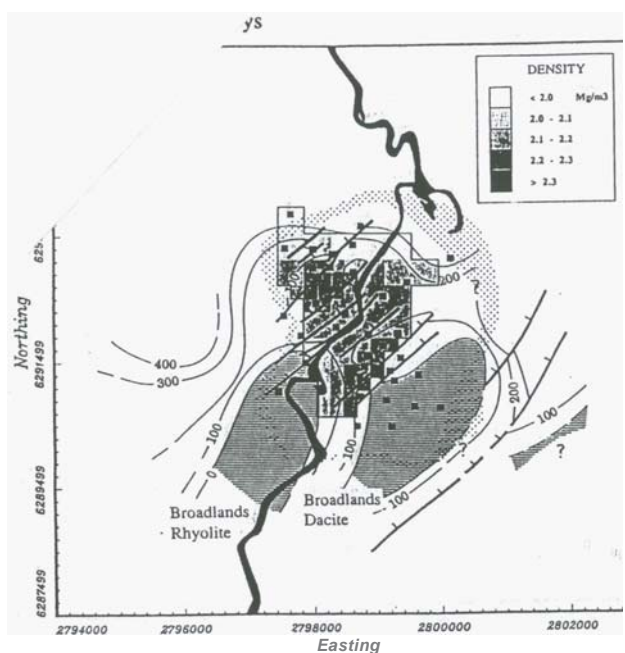 ys
DENSITY
< 2.0 Mg/m3
2.0 - 2.1
2.1 - 2.2
2.2 - 2.3
> 2.3
625.
200
?
Northing
400
300
6291499
200
100
100
0
100
100
?
?
6289499
Broadlands
Rhyolite
Broadlands
Dacite
6287499
2794000
2796000
2798000
2800000
2802000
Easting